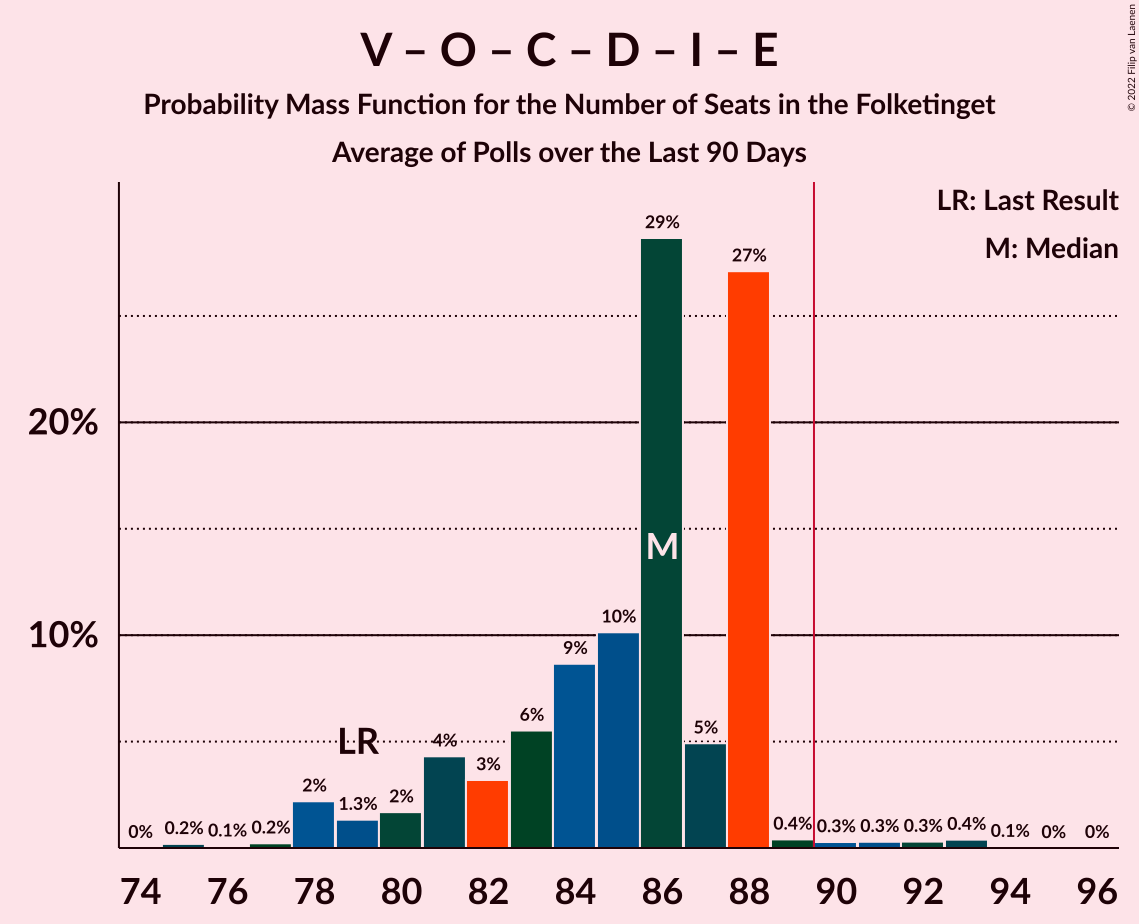 V – O – C – D – I – E
Probability Mass Function for the Number of Seats in the Folketinget
Average of Polls over the Last 90 Days
© 2022 Filip van Laenen
LR: Last Result
M: Median
20%
10%
0% 0.2% 0.1% 0.2% 2% 1.3% 2% 4% 3% 6% 9% 10% 29% 5% 27% 0.4% 0.3% 0.3% 0.3% 0.4% 0.1% 0% 0%
LR
M
74 76 78 80 82 84 86 88 90 92 94 96